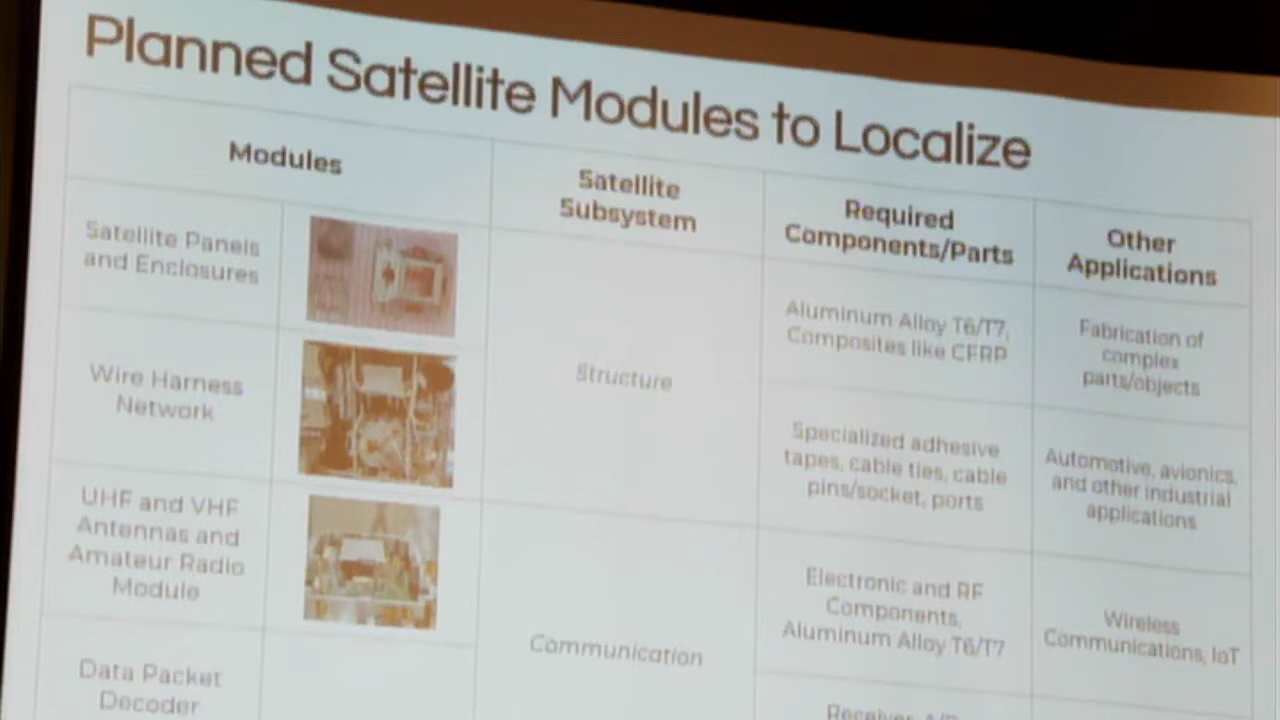 Planned Satellite Modules to Localize
Modules
Satellite
Subsystem
Required
Components/Parts
Other
Applications
Satellite Panels
and Enclosures
Structure
Aluminum Alloy T6/T7,
Composites like CFRP
Fabrication of
complex
parts/objects
Wire Harness
Network
Specialized adhesive
tapes, cable ties, cable
pins/socket, ports
Automotive, avionics,
and other industrial
applications
UHF and VHF
Antennas and
Amateur Radio
Module
Communication
Electronic and RF
Components,
Aluminum Alloy T6/T7
Wireless
Communications, IoT
Data Packet
Decoder
Receiver, A/D